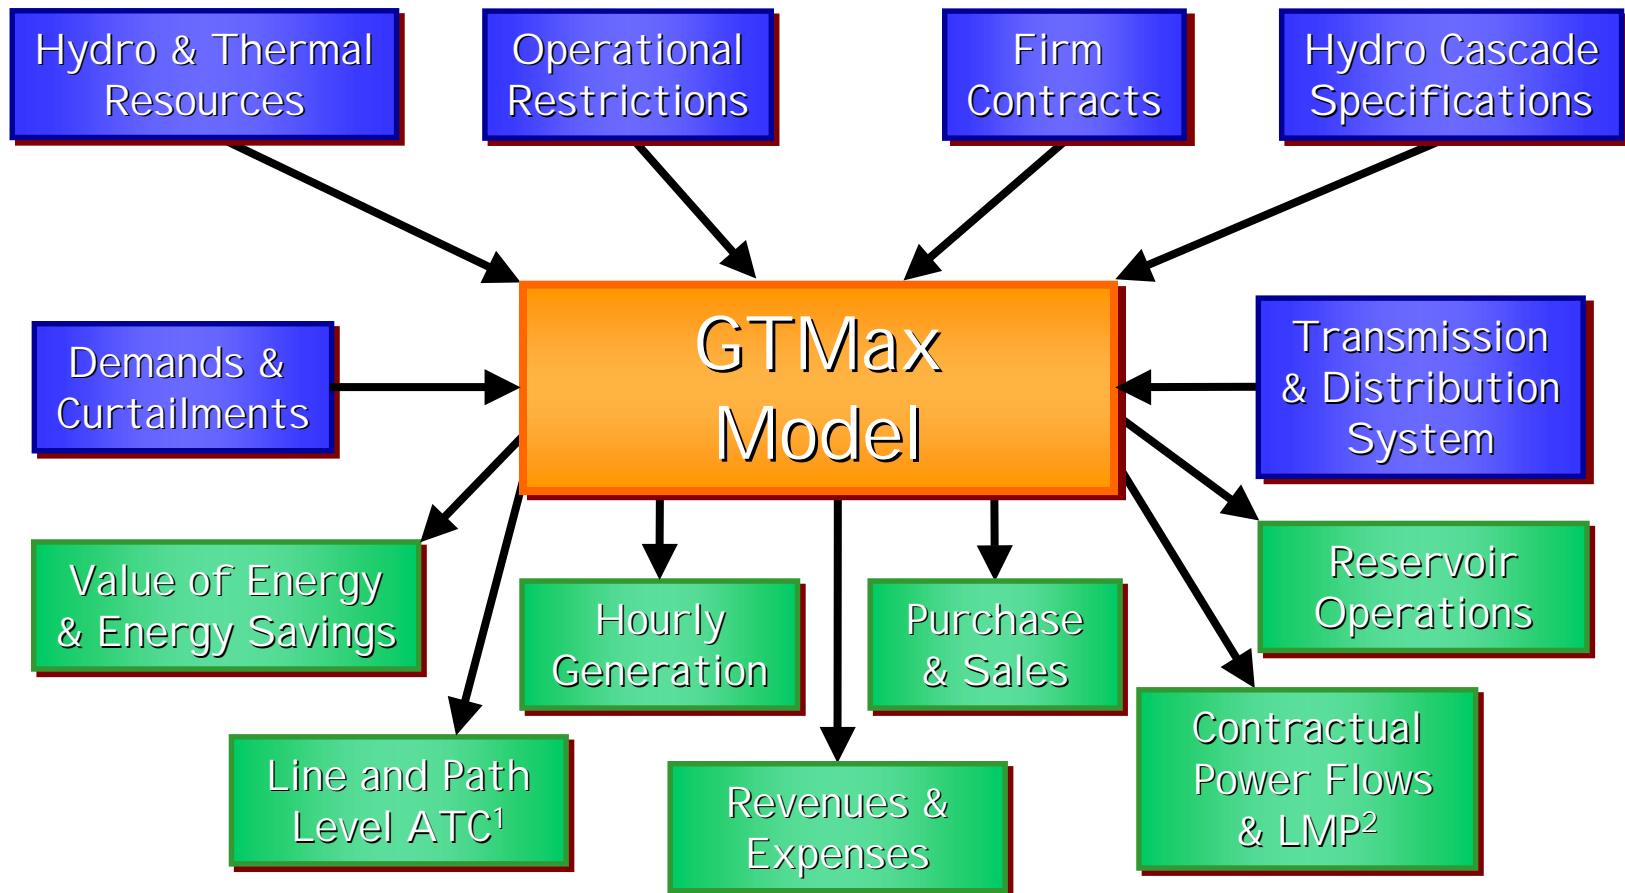 Hydro & Thermal
Resources
Operational
Restrictions
Firm
Contracts
Hydro Cascade
Specifications
Demands &
Curtailments
GTMax
Model
Transmission
& Distribution
System
Value of Energy
& Energy Savings
Hourly
Generation
Purchase
& Sales
Reservoir
Operations
Line and Path
Level ATC¹
Revenues &
Expenses
Contractual
Power Flows
& LMP²